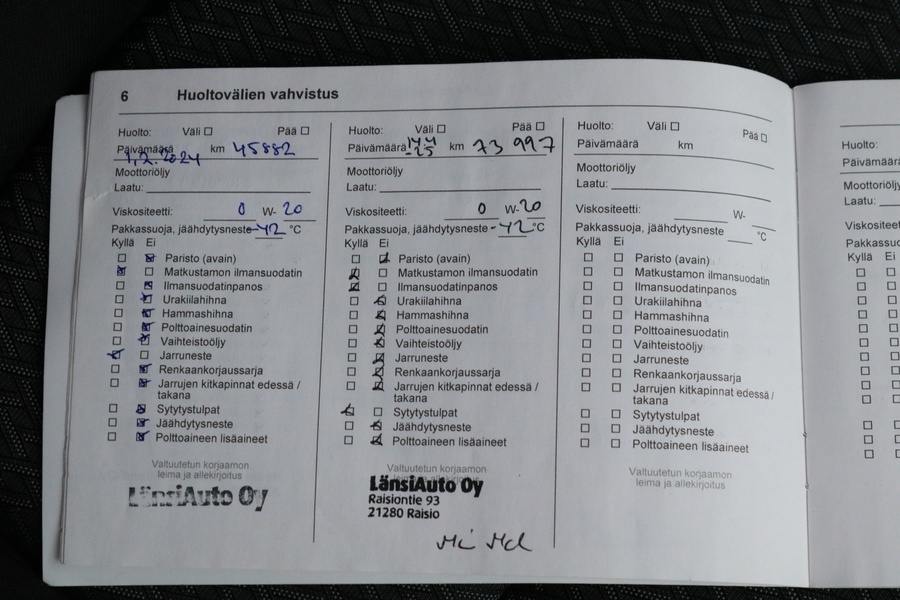 6 Huoltovälien vahvistus
Huolto: Väli Pää
Päivämäärä 1.2.2024 km 45882
Moottoriöljy
Laatu:
Viskositeetti: 0 W- 20
Pakkassuoja, jäähdytysneste -42 °C
Kyllä Ei
Paristo (avain)
Matkustamon ilmansuodatin
Ilmansuodatinpanos
Urakiilahihna
Hammashihna
Polttoainesuodatin
Vaihteistoöljy
Jarruneste
Renkaankorjaussarja
Jarrujen kitkapinnat edessä /
takana
Sytytystulpat
Jäähdytysneste
Polttoaineen lisäaineet
Valtuutetun korjaamon
leima ja allekirjoitus
LänsiAuto Oy
Huolto: Väli Pää
Päivämäärä km 73 997
Moottoriöljy
Laatu:
Viskositeetti: 0 W- 20
Pakkassuoja, jäähdytysneste -42 °C
Kyllä Ei
Paristo (avain)
Matkustamon ilmansuodatin
Ilmansuodatinpanos
Urakiilahihna
Hammashihna
Polttoainesuodatin
Vaihteistoöljy
Jarruneste
Renkaankorjaussarja
Jarrujen kitkapinnat edessä /
takana
Sytytystulpat
Jäähdytysneste
Polttoaineen lisäaineet
Valtuutetun korjaamon
leima ja allekirjoitus
LänsiAuto Oy
Raisiontie 93
21280 Raisio
Huolto: Väli Pää
Päivämäärä km
Moottoriöljy
Laatu:
Viskositeetti: W-
Pakkassuoja, jäähdytysneste °C
Kyllä Ei
Paristo (avain)
Matkustamon ilmansuodatin
Ilmansuodatinpanos
Urakiilahihna
Hammashihna
Polttoainesuodatin
Vaihteistoöljy
Jarruneste
Renkaankorjaussarja
Jarrujen kitkapinnat edessä /
takana
Sytytystulpat
Jäähdytysneste
Polttoaineen lisäaineet
Valtuutetun korjaamon
leima ja allekirjoitus
Huolto:
Päivämäärä
Moottoriöljy
Laatu:
Viskositeet
Pakkassuo
Kyllä Ei